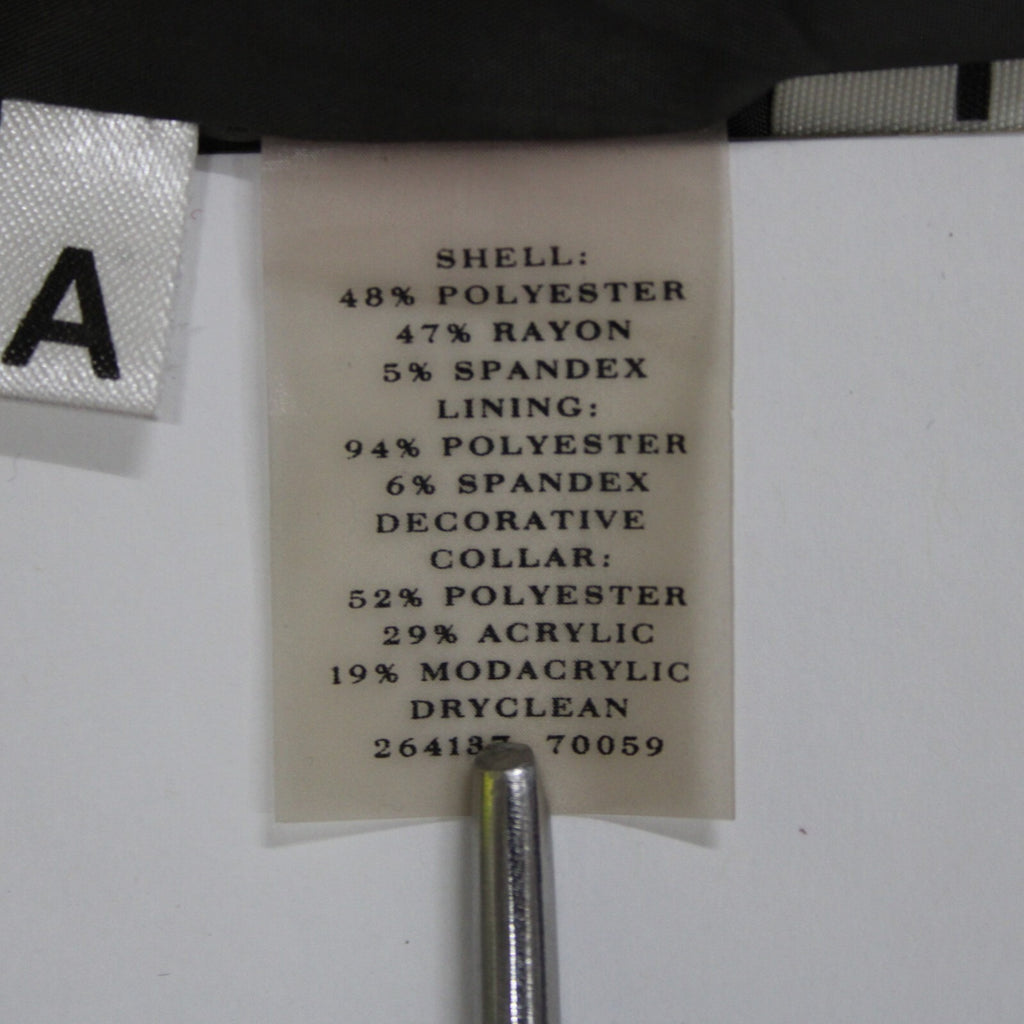 A
SHELL:
48% POLYESTER
47% RAYON
5% SPANDEX
LINING:
94% POLYESTER
6% SPANDEX
DECORATIVE
COLLAR:
52% POLYESTER
29% ACRYLIC
19% MODACRYLIC
DRYCLEAN
70059